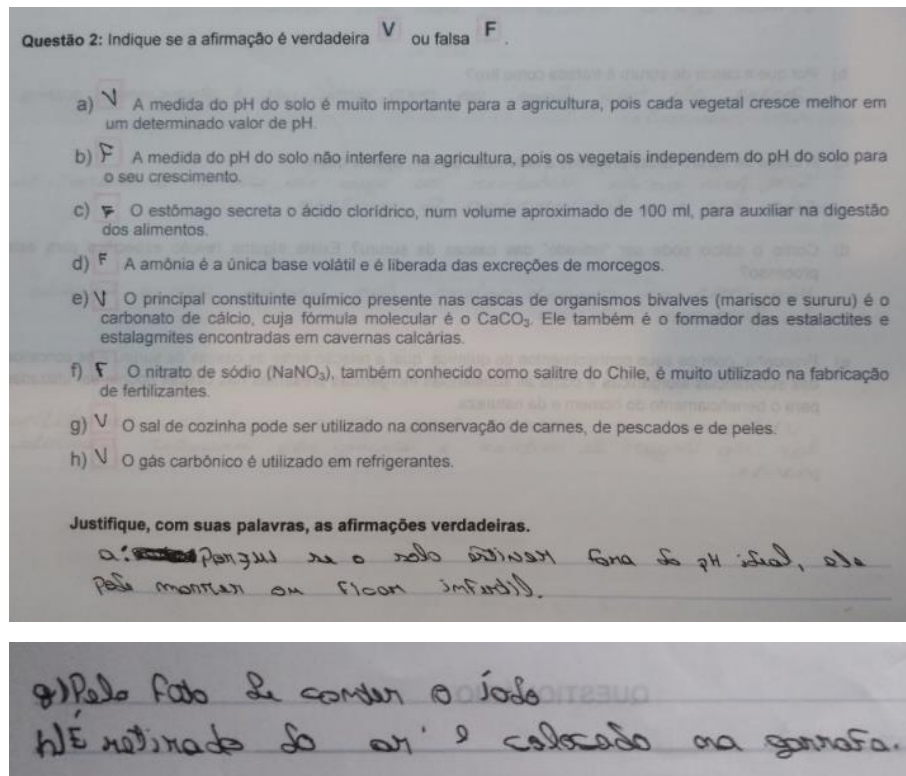 Questão 2: Indique se a afirmação é verdadeira V ou falsa F .
a) V A medida do pH do solo é muito importante para a agricultura, pois cada vegetal cresce melhor em
um determinado valor de pH.
b) F A medida do pH do solo não interfere na agricultura, pois os vegetais independem do pH do solo para
o seu crescimento.
c) F O estômago secreta o ácido clorídrico, num volume aproximado de 100 ml, para auxiliar na digestão
dos alimentos.
d) F A amônia é a única base volátil e é liberada das excreções de morcegos.
e) V O principal constituinte químico presente nas cascas de organismos bivalves (marisco e sururu) é o
carbonato de cálcio, cuja fórmula molecular é o CaCO₃. Ele também é o formador das estalactites e
estalagmites encontradas em cavernas calcárias.
f) F O nitrato de sódio (NaNO₃), também conhecido como salitre do Chile, é muito utilizado na fabricação
de fertilizantes.
g) V O sal de cozinha pode ser utilizado na conservação de carnes, de pescados e de peles.
h) V O gás carbônico é utilizado em refrigerantes.
Justifique, com suas palavras, as afirmações verdadeiras.
a: Porque se o solo estiver fora do pH ideal, ele
pode morrer ou ficar infertil.
g) Pelo fato de conter o iodo
h) É retirado do ar e colocado na garrafa.